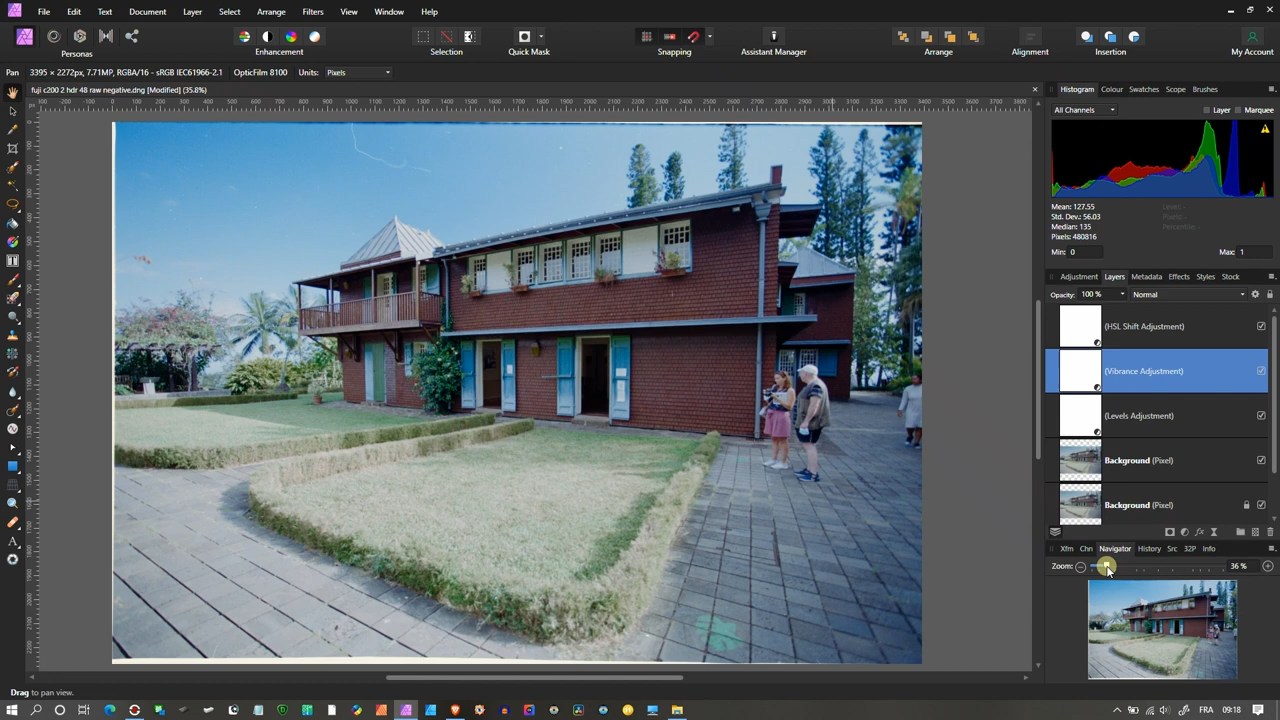 File Edit Text Document Layer Select Arrange Filters View Window Help
Personas Enhancement Selection Quick Mask Snapping Assistant Manager Arrange Alignment Insertion My Account
Pan 3395 × 2272px, 7.71MP, RGBA/16 - sRGB IEC61966-2.1 OpticFilm 8100 Units: Pixels
fuji c200 2 hdr 48 raw negative.dng [Modified] (35.8%)
Histogram Colour Swatches Scope Brushes
All Channels Layer Marquee
Mean: 127.55 Level:-
Std. Dev.: 56.03 Pixels:-
Median: 135 Percentile:-
Pixels: 480816
Min: 0 Max: 1
Adjustment Layers Metadata Effects Styles Stock
Opacity: 100 % Normal
(HSL Shift Adjustment)
(Vibrance Adjustment)
(Levels Adjustment)
Background (Pixel)
Background (Pixel)
Xfm Chn Navigator History Src 32P Info
Zoom: 36 %
Drag to pan view.
FRA 09:18